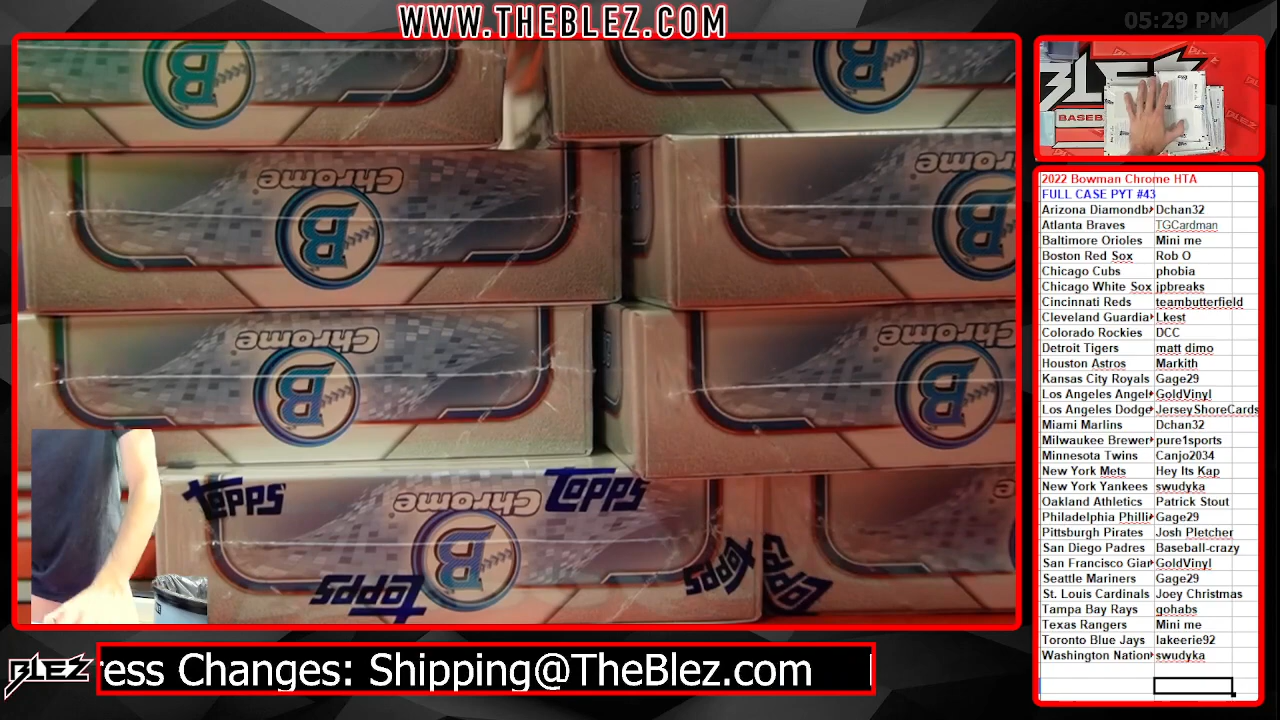 WWW.THEBLEZ.COM
05:29 PM
BLEZ
BASEB
2022 Bowman Chrome HTA
FULL CASE PYT #43
Arizona Diamondb Dchan32
Atlanta Braves TGCardman
Baltimore Orioles Mini me
Boston Red Sox Rob O
Chicago Cubs phobia
Chicago White Sox jpbreaks
Cincinnati Reds teambutterfield
Cleveland Guardia Lkest
Colorado Rockies DCC
Detroit Tigers matt dimo
Houston Astros Markith
Kansas City Royals Gage29
Los Angeles Angel GoldVinyl
Los Angeles Dodge JerseyShoreCards
Miami Marlins Dchan32
Milwaukee Brewer pure1sports
Minnesota Twins Canjo2034
New York Mets Hey Its Kap
New York Yankees swudyka
Oakland Athletics Patrick Stout
Philadelphia Philli Gage29
Pittsburgh Pirates Josh Pletcher
San Diego Padres Baseball-crazy
San Francisco Gian GoldVinyl
Seattle Mariners Gage29
St. Louis Cardinals Joey Christmas
Tampa Bay Rays gohabs
Texas Rangers Mini me
Toronto Blue Jays lakeerie92
Washington Nation swudyka
B
B
Chrome
B
Chrome
B
Chrome
B
Chrome
B
Topps
Chrome
Topps
B
Topps
Topps
Topps
BLEZ
ess Changes: Shipping@TheBlez.com